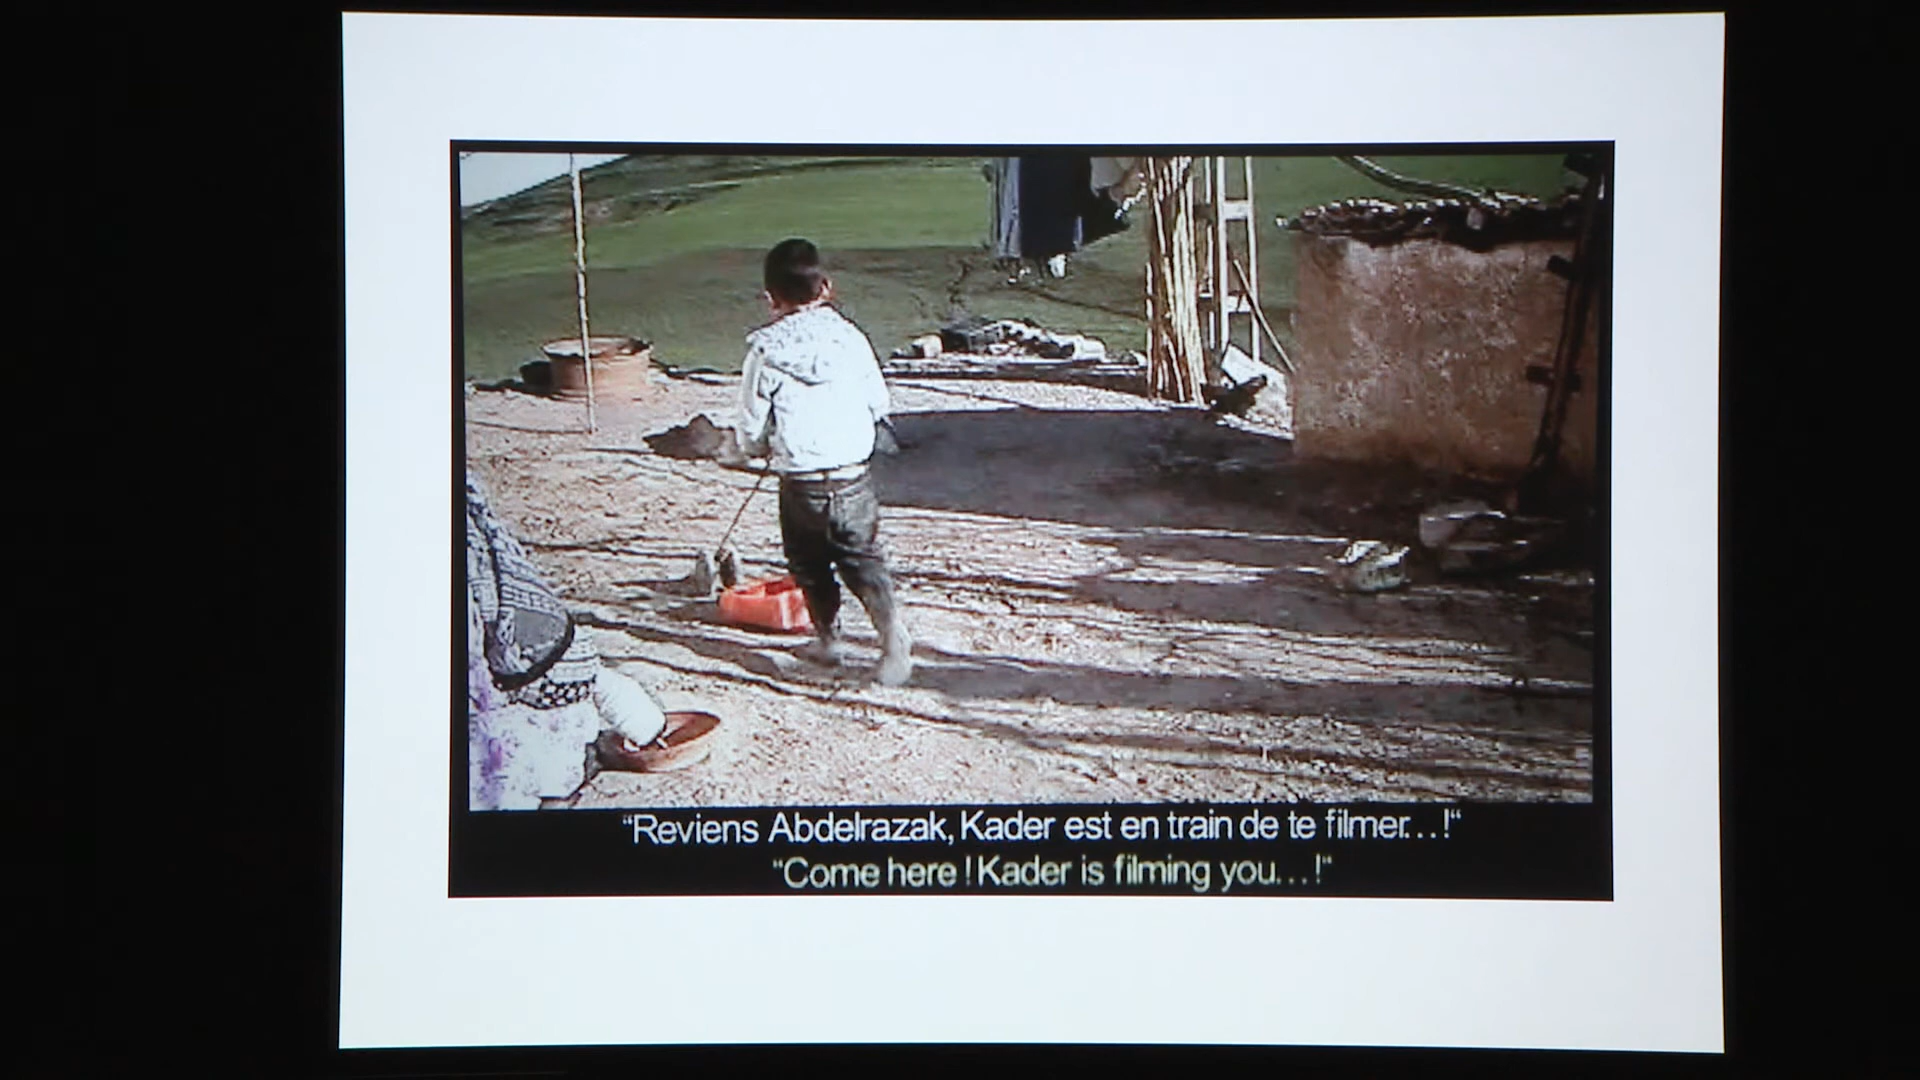 “Reviens Abdelrazak, Kader est en train de te filmer...!“
“Come here ! Kader is filming you...!“